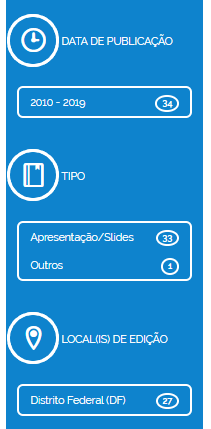 DATA DE PUBLICAÇÃO
2010 - 2019 34
TIPO
Apresentação/Slides 33
Outros 1
LOCAL(IS) DE EDIÇÃO
Distrito Federal (DF) 27